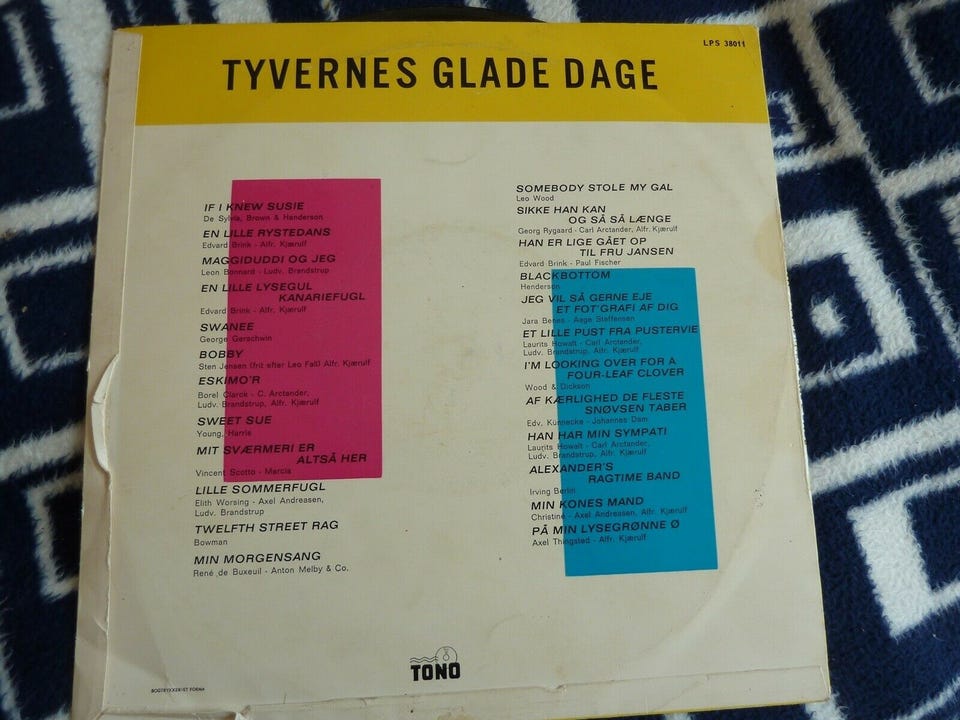 LPS 38011
TYVERNES GLADE DAGE
IF I KNEW SUSIE
De Sylvia, Brown & Handerson
EN LILLE RYSTEDANS
Edvard Brink - Alfr. Kjærulf
MAGGIDUDDI OG JEG
Leon Bonnard - Ludv. Brandstrup
EN LILLE LYSEGUL
KANARIEFUGL
Edvard Brink - Alfr. Kjærulf
SWANEE
George Gerschwin
BOBBY
Sten Jensen (frit efter Leo Fall) Alfr. Kjærulf
ESKIMO'R
Borel Clarck - C. Arctander,
Ludv. Brandstrup, Alfr. Kjærulf
SWEET SUE
Young, Harris
MIT SVÆRMERI ER
ALTSÅ HER
Vincent Scotto - Marcia
LILLE SOMMERFUGL
Elith Worsing - Axel Andreasen,
Ludv. Brandstrup
TWELFTH STREET RAG
Bowman
MIN MORGENSANG
René de Buxeuil - Anton Melby & Co.
SOMEBODY STOLE MY GAL
Leo Wood
SIKKE HAN KAN
OG SÅ SÅ LÆNGE
Georg Rygaard - Carl Arctander, Alfr. Kjærulf
HAN ER LIGE GÅET OP
TIL FRU JANSEN
Edvard Brink - Paul Fischer
BLACKBOTTOM
Henderson
JEG VIL SÅ GERNE EJE
ET FOT'GRAFI AF DIG
Jara Benes - Aage Steffensen
ET LILLE PUST FRA PUSTERVIE
Laurits Howalt - Carl Arctander,
Ludv. Brandstrup, Alfr. Kjærulf
I'M LOOKING OVER FOR A
FOUR-LEAF CLOVER
Wood & Dickson
AF KÆRLIGHED DE FLESTE
SNØVSEN TABER
Edv. Künnecke - Johannes Dam
HAN HAR MIN SYMPATI
Laurits Howalt - Carl Arctander,
Ludv. Brandstrup, Alfr. Kjærulf
ALEXANDER'S
RAGTIME BAND
Irving Berlin
MIN KONES MAND
Christine - Axel Andreasen, Alfr. Kjærulf
PÅ MIN LYSEGRØNNE Ø
Axel Thingsted - Alfr. Kjærulf
TONO